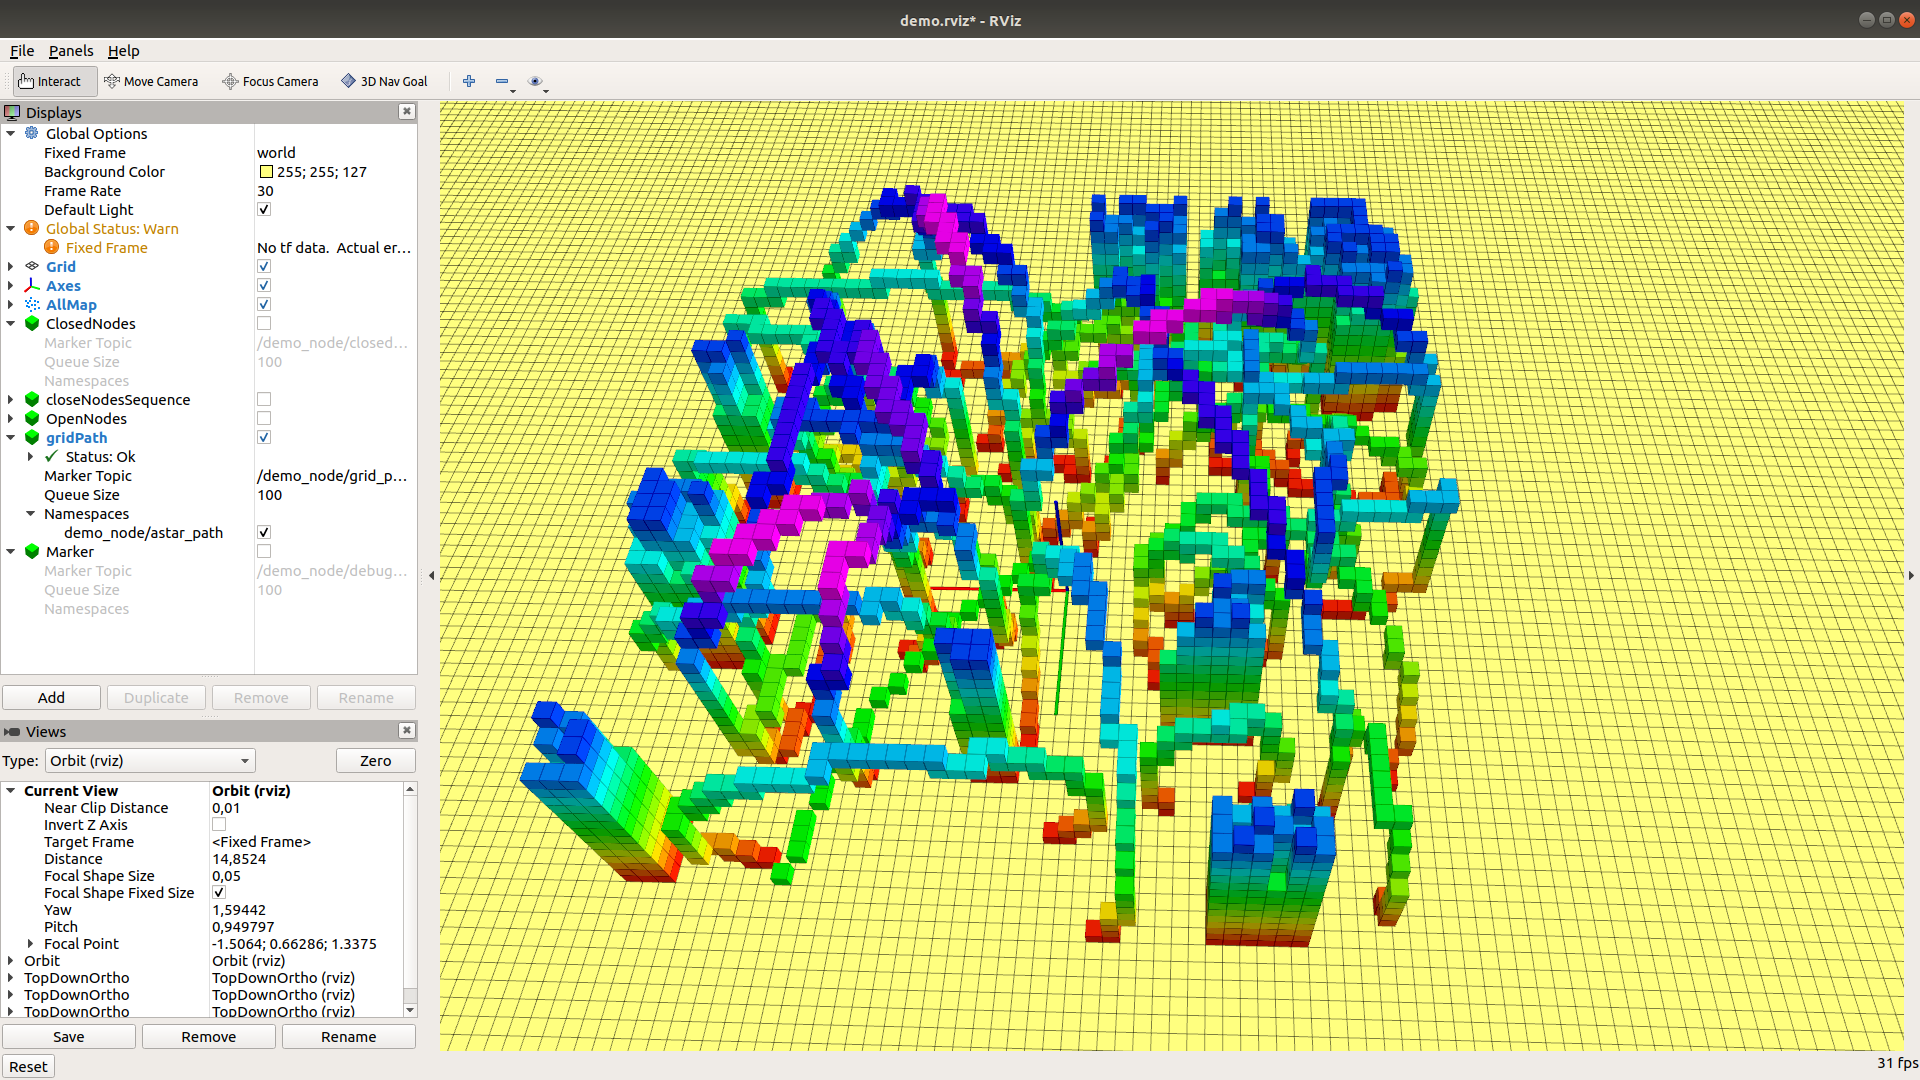 demo.rviz* - RViz
File Panels Help
Interact Move Camera Focus Camera 3D Nav Goal
Displays
Global Options
Fixed Frame world
Background Color 255; 255; 127
Frame Rate 30
Default Light
Global Status: Warn
Fixed Frame No tf data. Actual er...
Grid
Axes
AllMap
ClosedNodes
Marker Topic /demo_node/closed...
Queue Size 100
Namespaces
closeNodesSequence
OpenNodes
gridPath
Status: Ok
Marker Topic /demo_node/grid_p...
Queue Size 100
Namespaces
demo_node/astar_path
Marker
Marker Topic /demo_node/debug...
Queue Size 100
Namespaces
Add Duplicate Remove Rename
Views
Type: Orbit (rviz) Zero
Current View Orbit (rviz)
Near Clip Distance 0,01
Invert Z Axis
Target Frame <Fixed Frame>
Distance 14,8524
Focal Shape Size 0,05
Focal Shape Fixed Size
Yaw 1,59442
Pitch 0,949797
Focal Point -1.5064; 0.66286; 1.3375
Orbit Orbit (rviz)
TopDownOrtho TopDownOrtho (rviz)
TopDownOrtho TopDownOrtho (rviz)
TopDownOrtho TopDownOrtho (rviz)
Save Remove Rename
Reset 31 fps